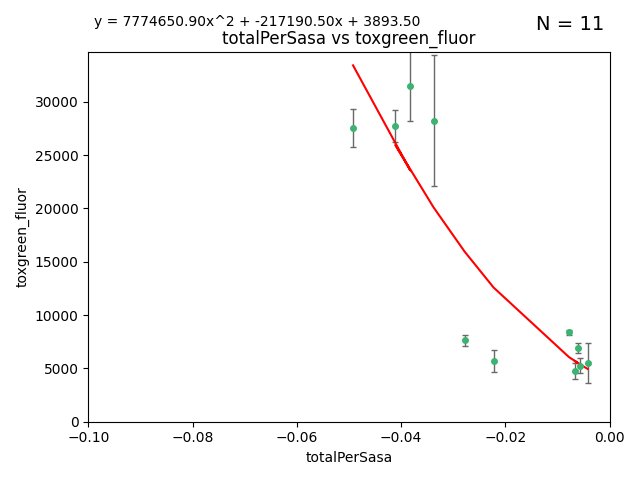 y = 7774650.90x^2 + -217190.50x + 3893.50
N = 11
totalPerSasa vs toxgreen_fluor
30000
25000
20000
15000
10000
5000
0
toxgreen_fluor
−0.10
−0.08
−0.06
−0.04
−0.02
0.00
totalPerSasa